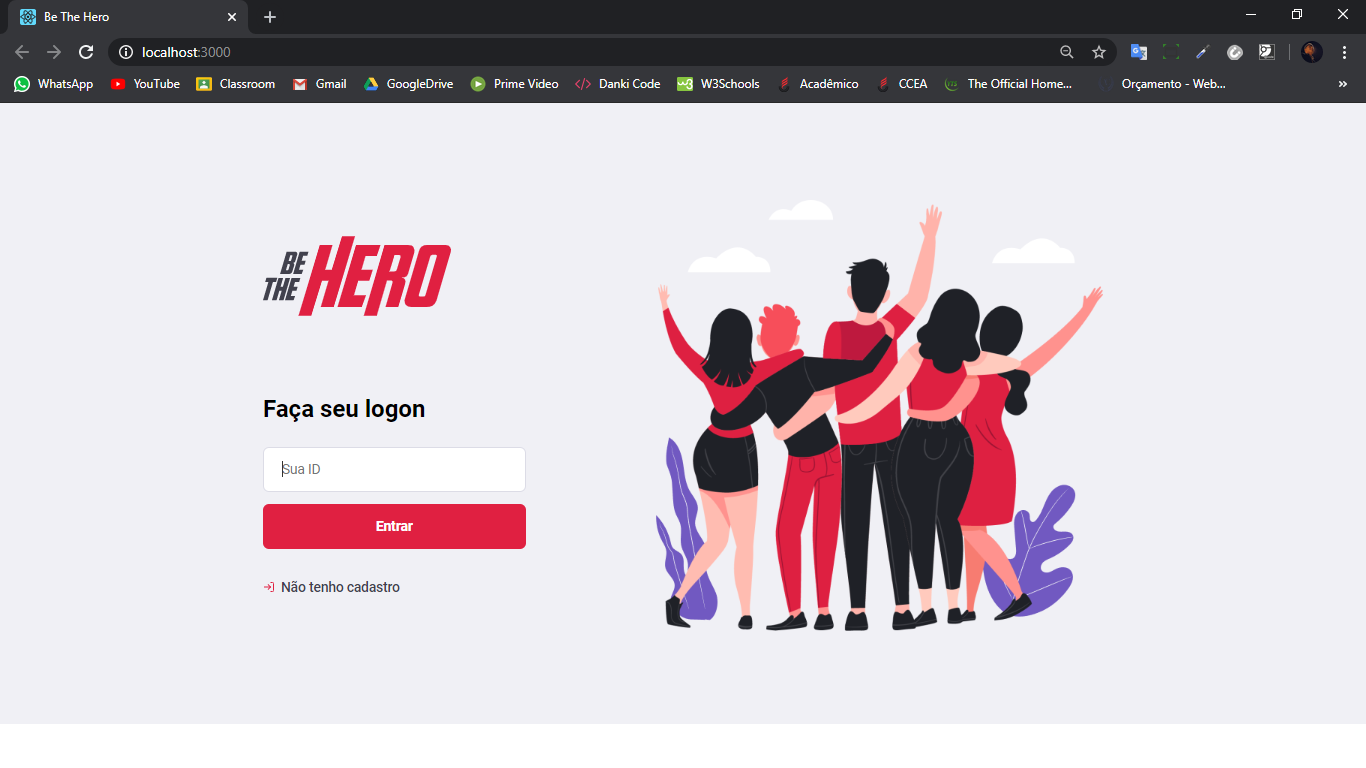 Be The Hero
localhost:3000
WhatsApp YouTube Classroom Gmail GoogleDrive Prime Video Danki Code W3Schools Acadêmico CCEA The Official Home... Orçamento - Web... »
BE
THE HERO
Faça seu logon
Sua ID
Entrar
Não tenho cadastro